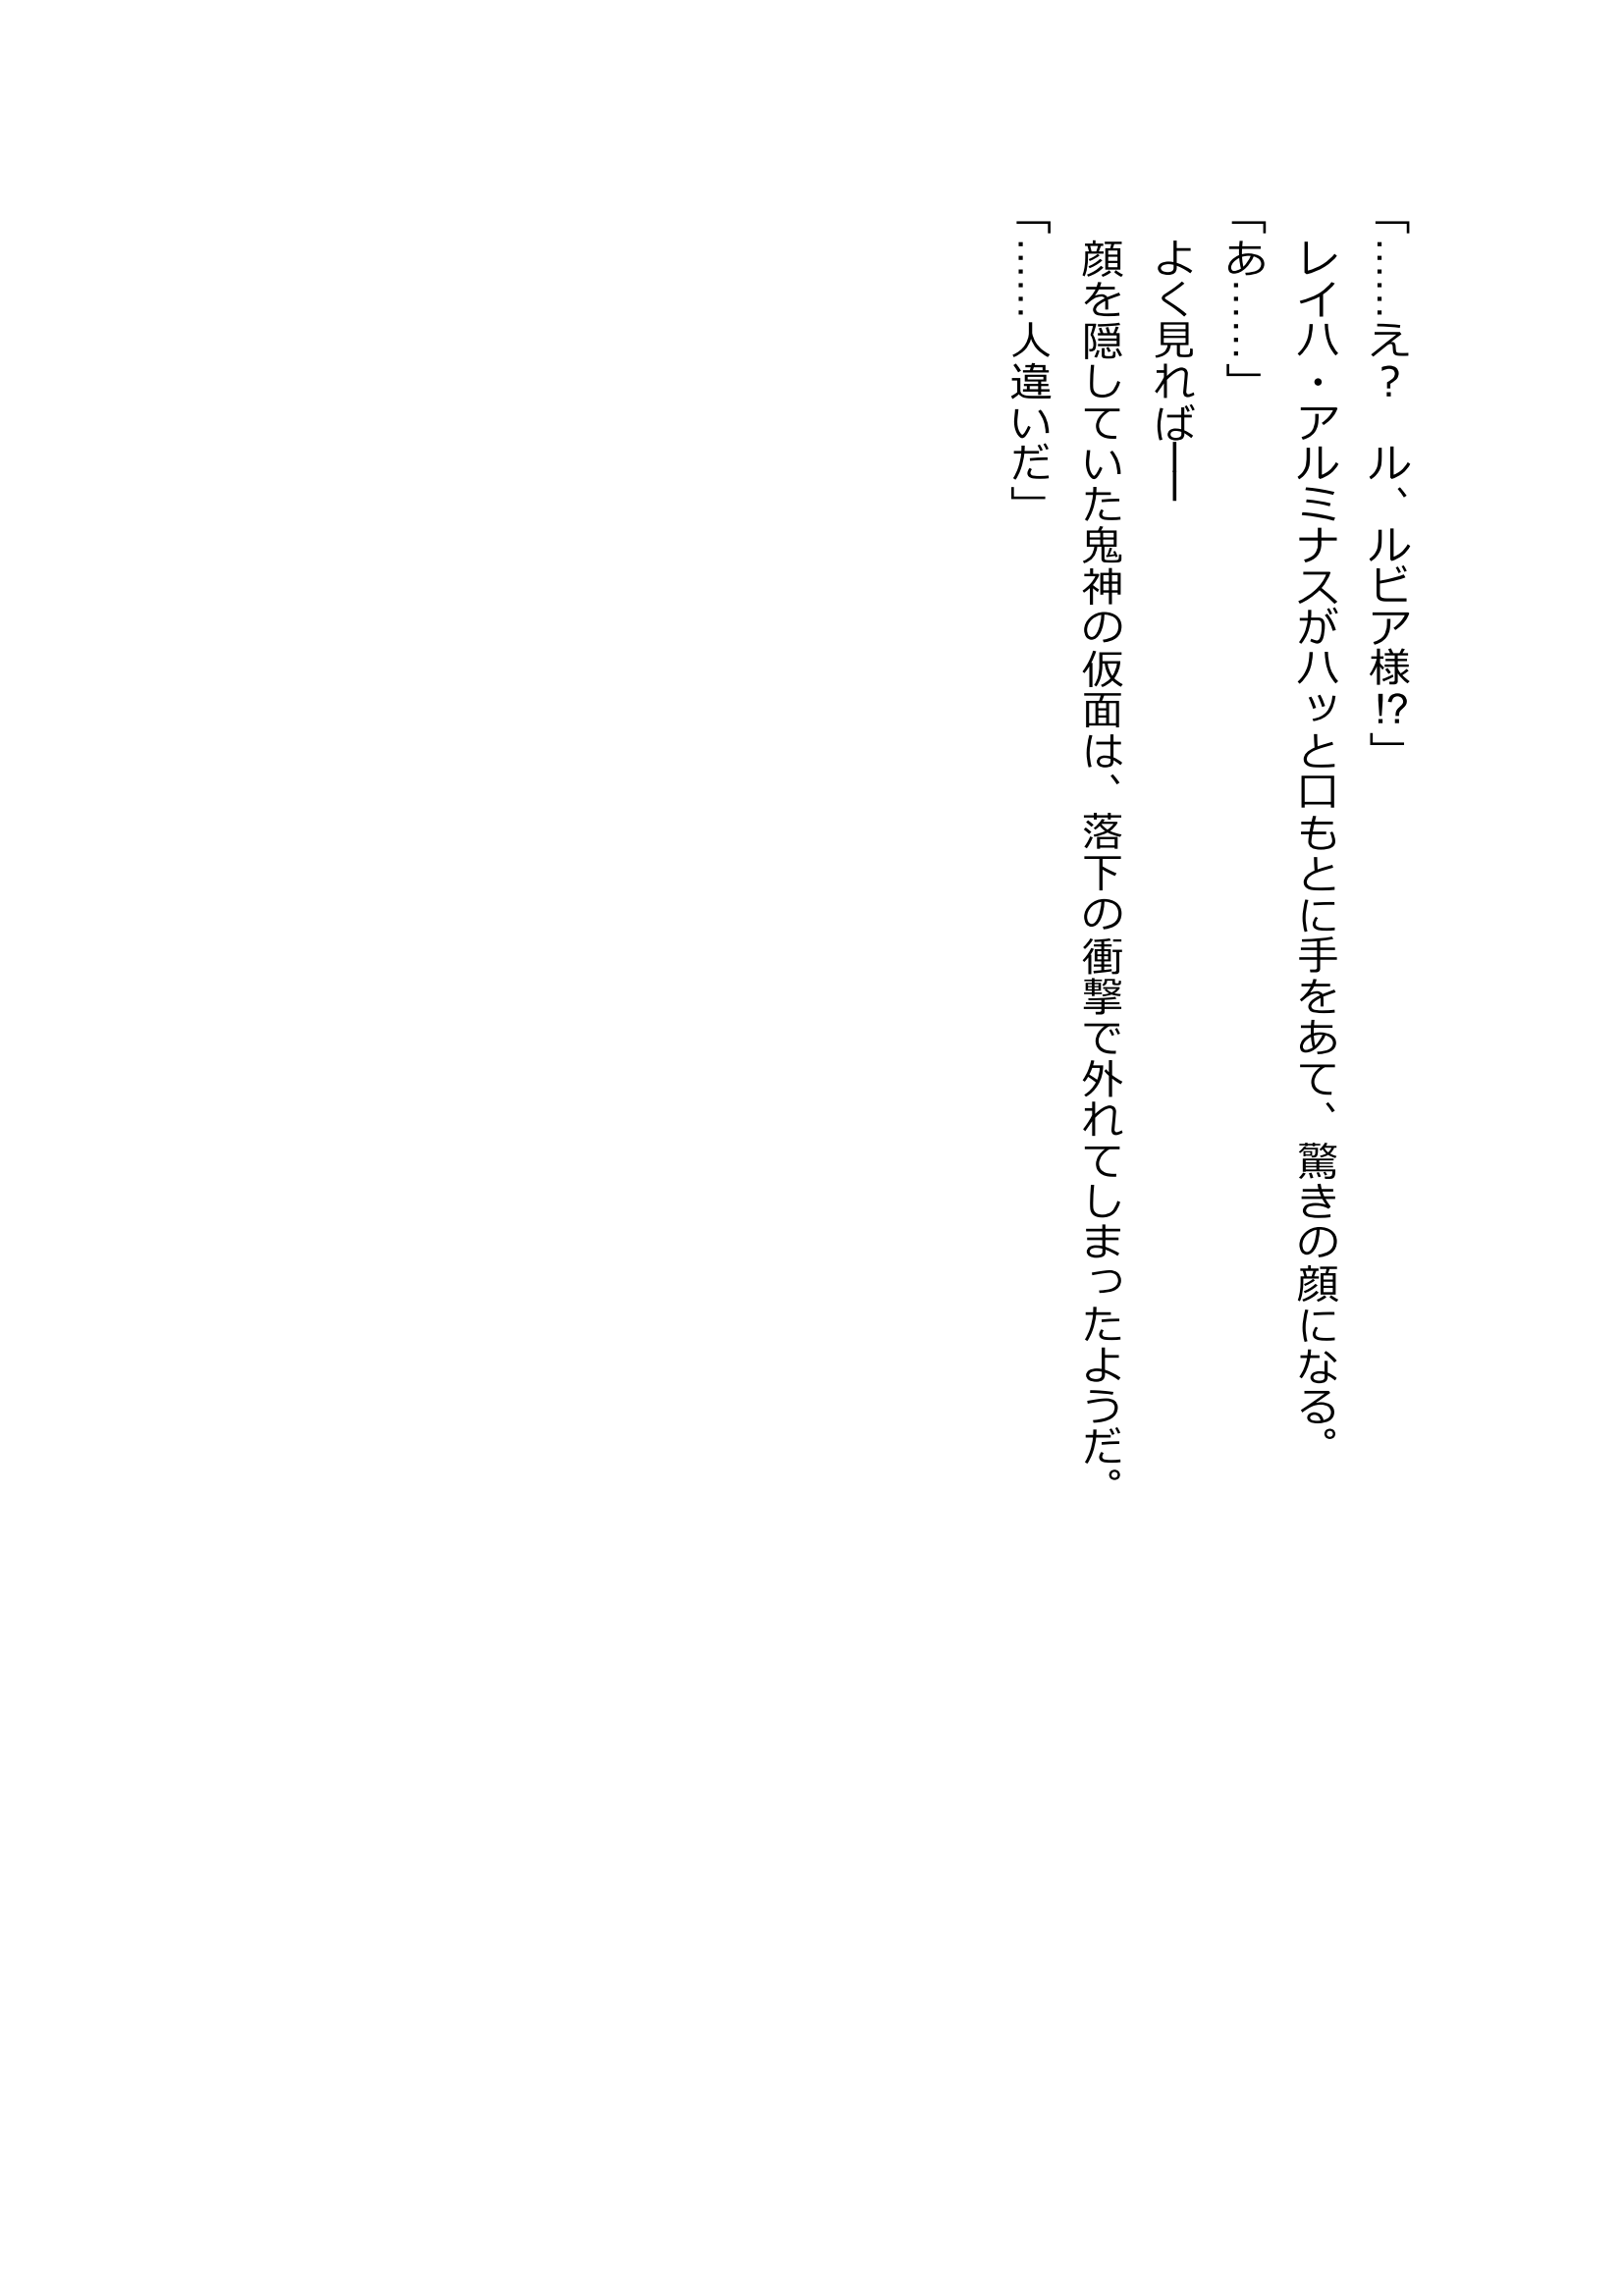 「……え？　ル、ルビア様⁉」
　レイハ・アルミナスがハッと口もとに手をあて、驚きの顔になる。
「あ……」
　よく見れば――
　顔を隠していた鬼神の仮面は、落下の衝撃で外れてしまったようだ。
「……人違いだ」